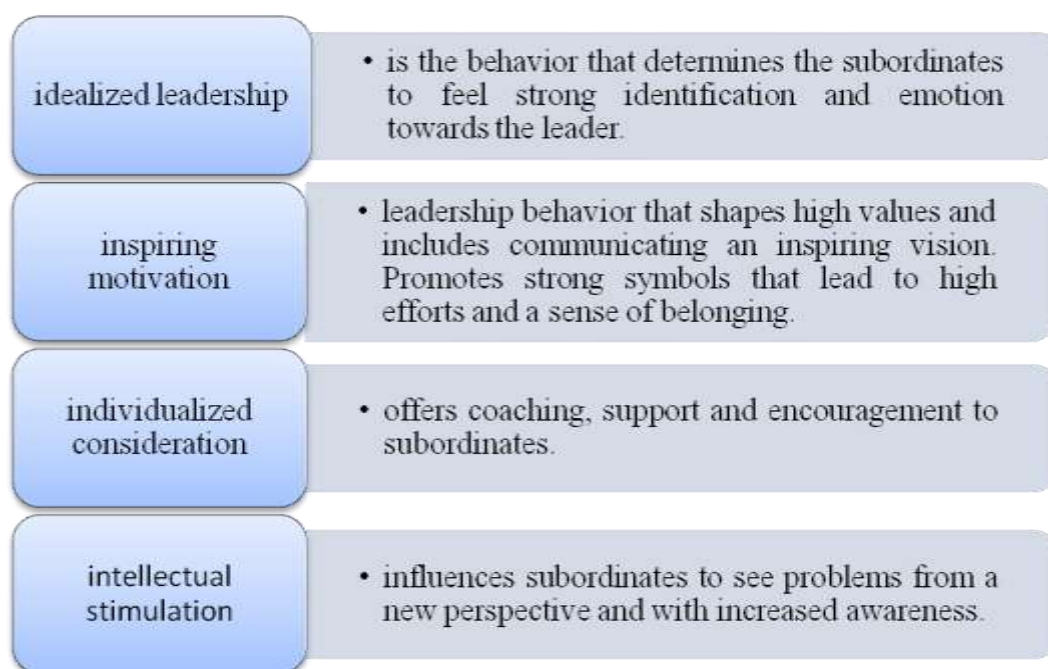 idealized leadership
• is the behavior that determines the subordinates
to feel strong identification and emotion
towards the leader.
inspiring
motivation
• leadership behavior that shapes high values and
includes communicating an inspiring vision.
Promotes strong symbols that lead to high
efforts and a sense of belonging.
individualized
consideration
• offers coaching, support and encouragement to
subordinates.
intellectual
stimulation
• influences subordinates to see problems from a
new perspective and with increased awareness.